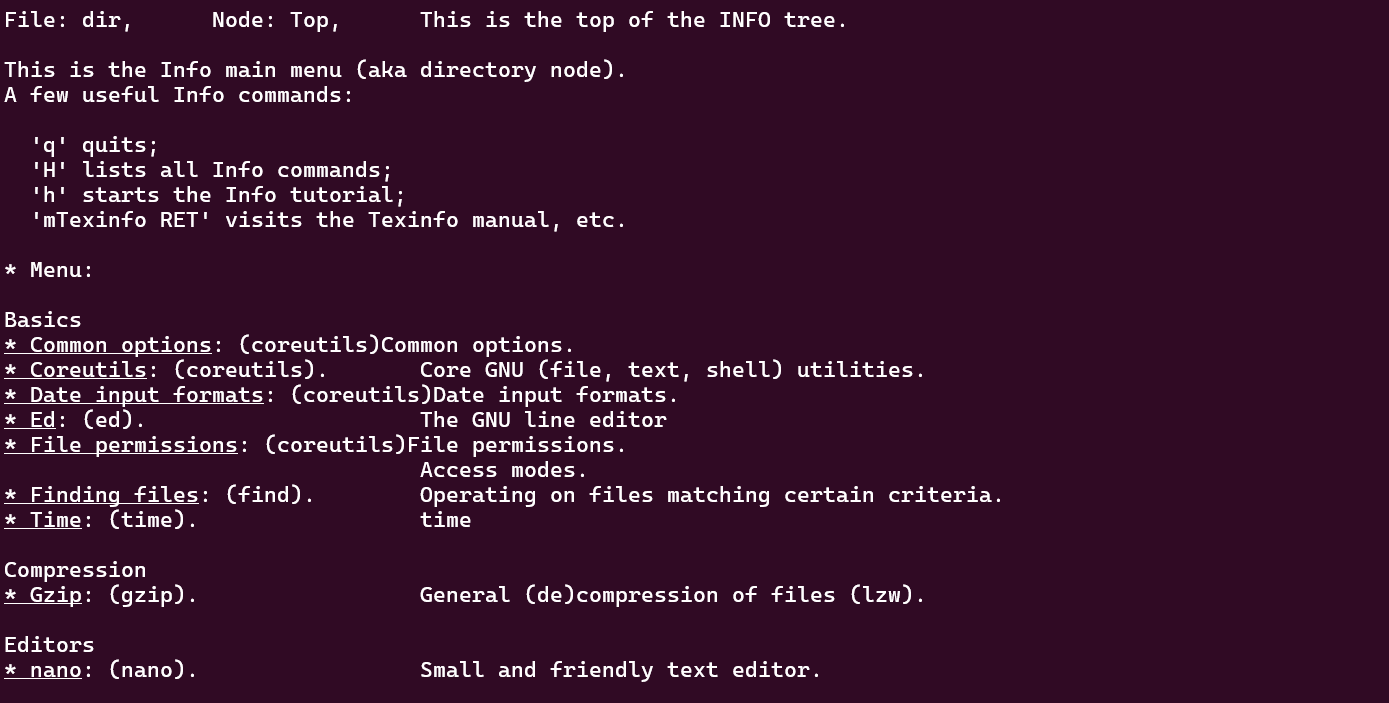 File: dir,      Node: Top,      This is the top of the INFO tree.
This is the Info main menu (aka directory node).
A few useful Info commands:
'q' quits;
'H' lists all Info commands;
'h' starts the Info tutorial;
'mTexinfo RET' visits the Texinfo manual, etc.
* Menu:
Basics
* Common options: (coreutils)Common options.
* Coreutils: (coreutils).       Core GNU (file, text, shell) utilities.
* Date input formats: (coreutils)Date input formats.
* Ed: (ed).                     The GNU line editor
* File permissions: (coreutils)File permissions.
Access modes.
* Finding files: (find).        Operating on files matching certain criteria.
* Time: (time).                 time
Compression
* Gzip: (gzip).                 General (de)compression of files (lzw).
Editors
* nano: (nano).                 Small and friendly text editor.